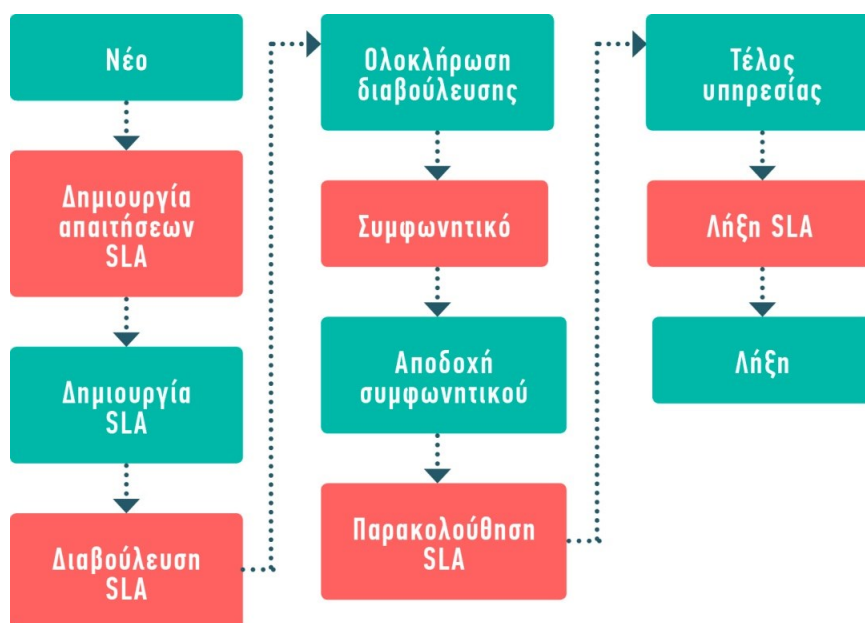 Νέο
Δημιουργία
απαιτήσεων
SLA
Δημιουργία
SLA
Διαβούλευση
SLA
Ολοκλήρωση
διαβούλευσης
Συμφωνητικό
Αποδοχή
συμφωνητικού
Παρακολούθηση
SLA
Τέλος
υπηρεσίας
Λήξη SLA
Λήξη